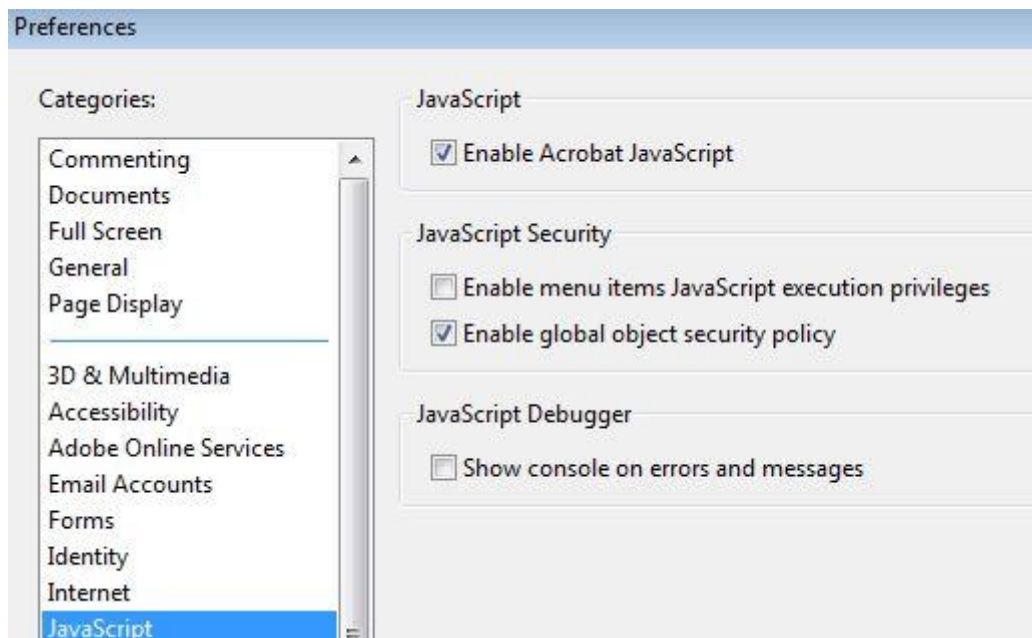 Preferences
Categories:
Commenting
Documents
Full Screen
General
Page Display
3D & Multimedia
Accessibility
Adobe Online Services
Email Accounts
Forms
Identity
Internet
JavaScript
JavaScript
Enable Acrobat JavaScript
JavaScript Security
Enable menu items JavaScript execution privileges
Enable global object security policy
JavaScript Debugger
Show console on errors and messages